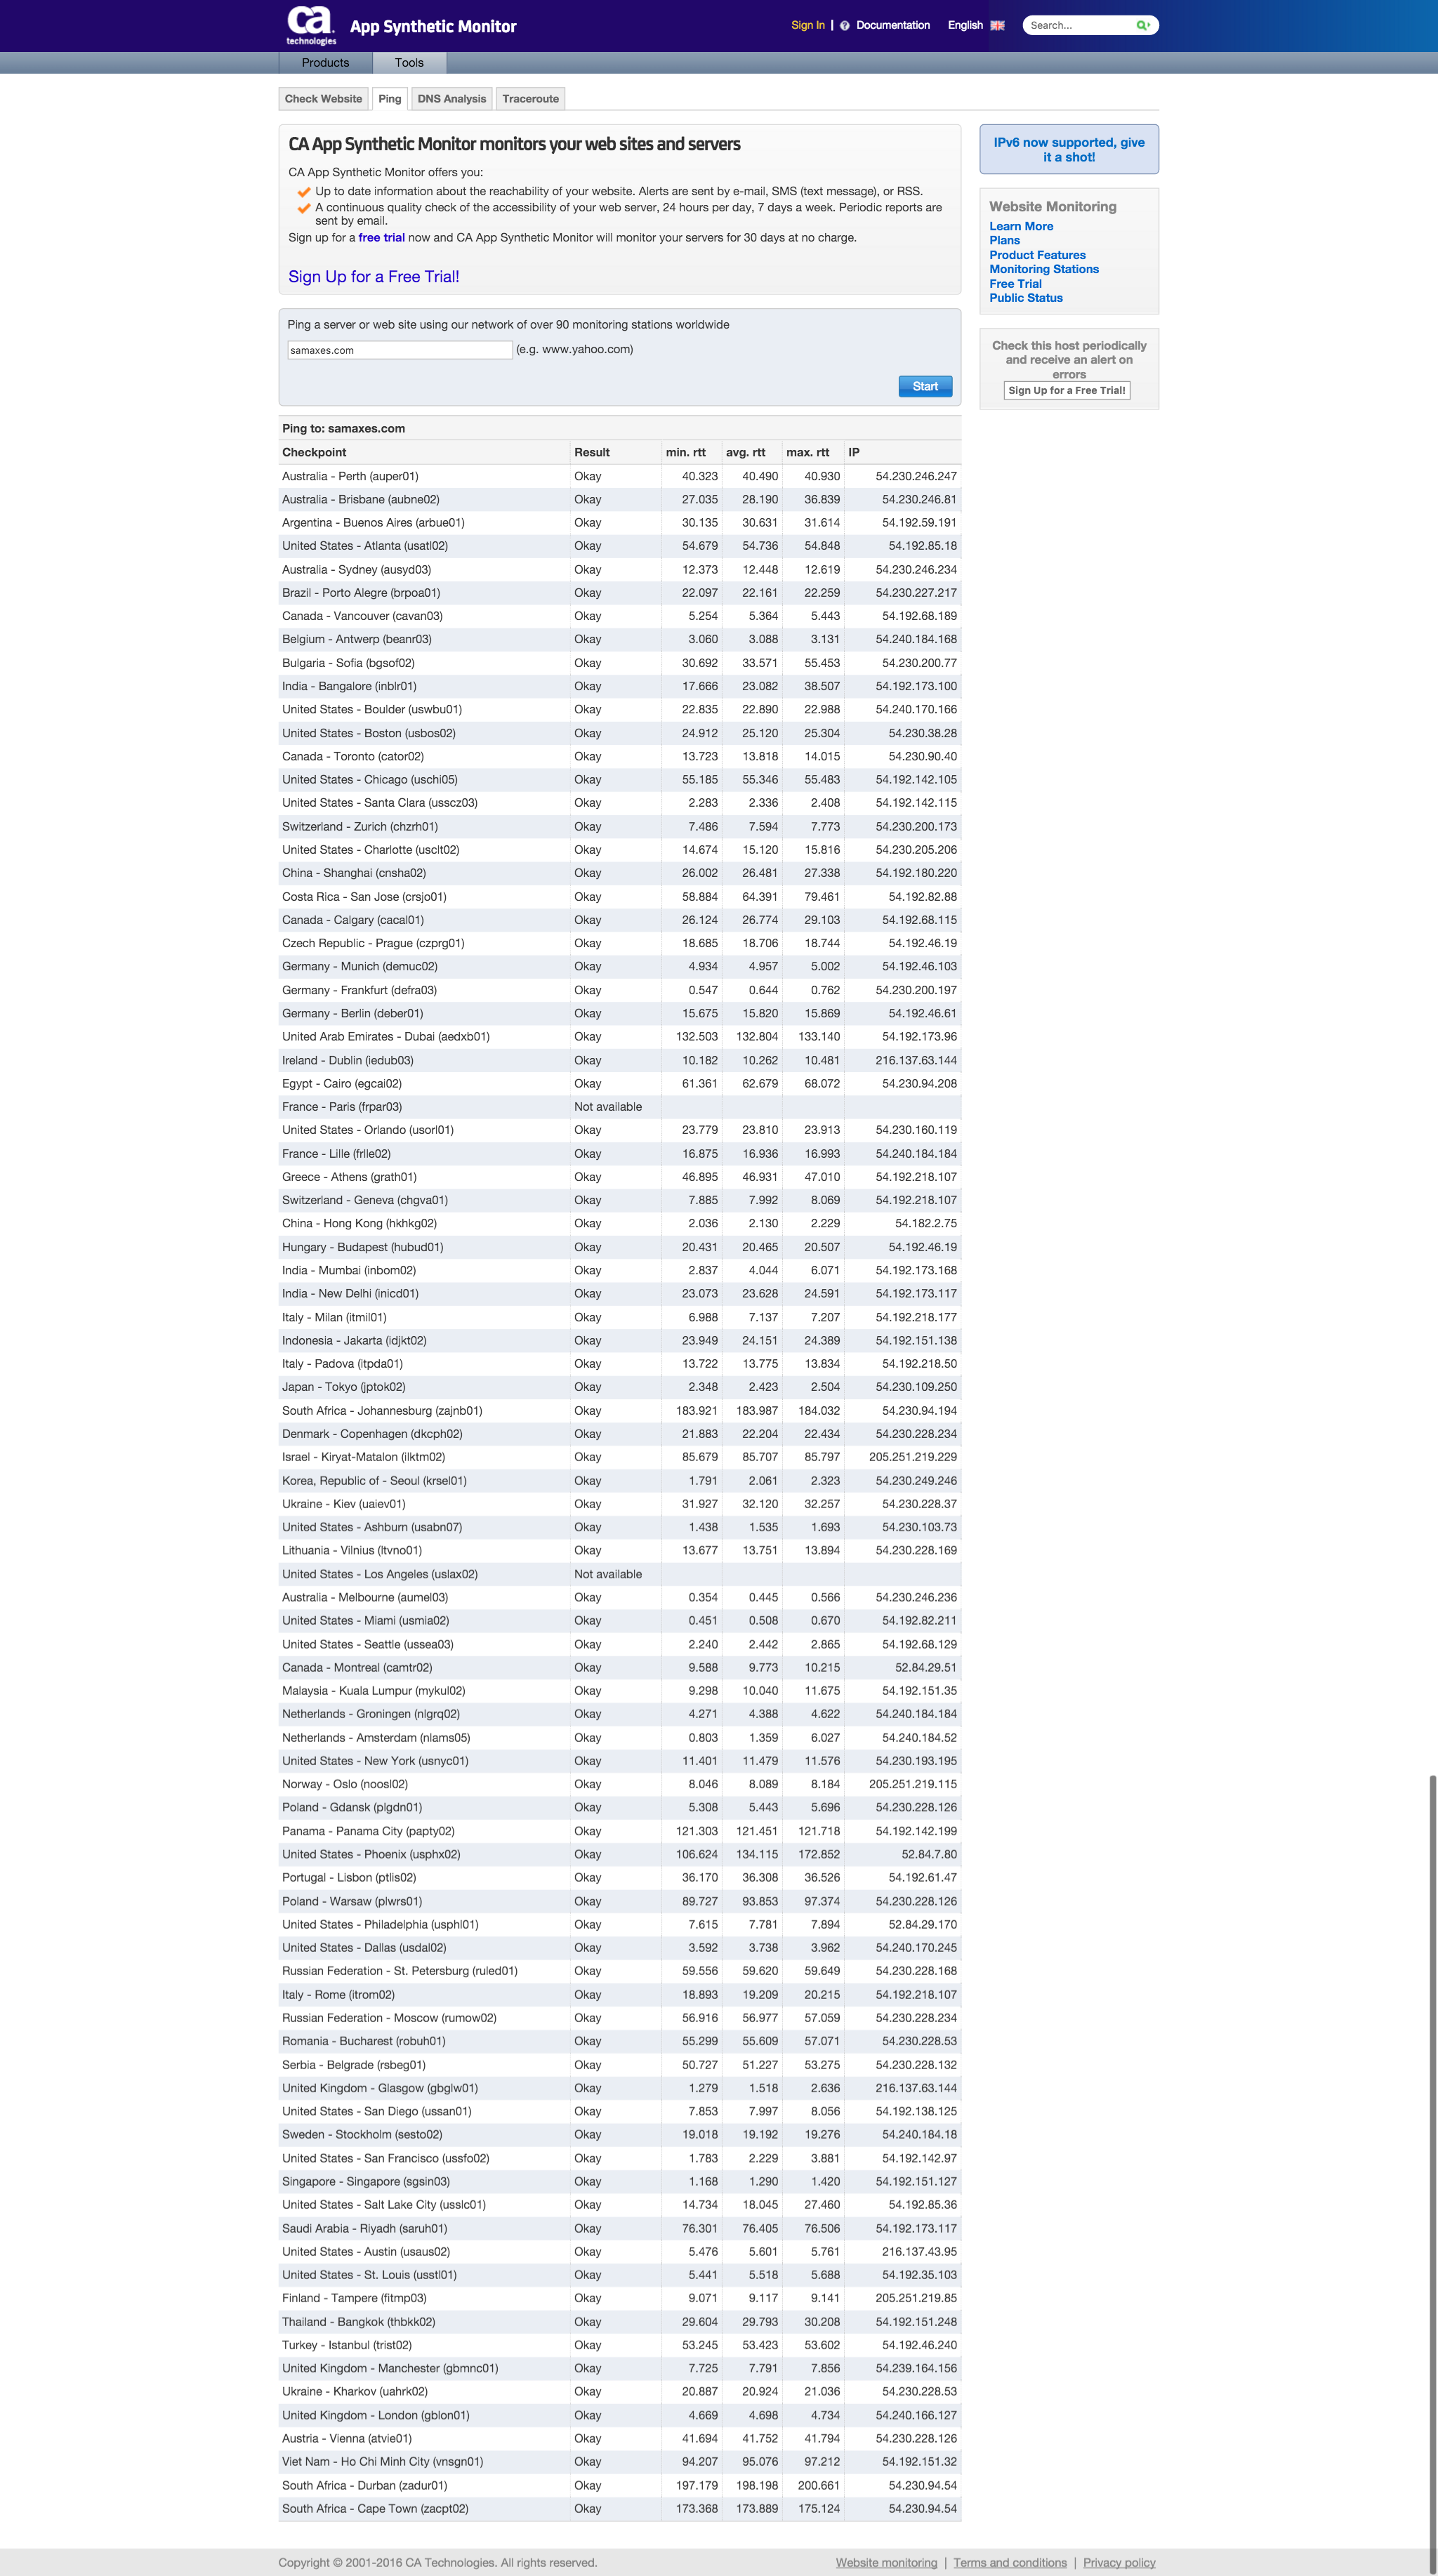 ca. technologies App Synthetic Monitor Sign In | ? Documentation English Search...
Products Tools
Check Website Ping DNS Analysis Traceroute
CA App Synthetic Monitor monitors your web sites and servers
CA App Synthetic Monitor offers you:
Up to date information about the reachability of your website. Alerts are sent by e-mail, SMS (text message), or RSS.
A continuous quality check of the accessibility of your web server, 24 hours per day, 7 days a week. Periodic reports are
sent by email.
Sign up for a free trial now and CA App Synthetic Monitor will monitor your servers for 30 days at no charge.
Sign Up for a Free Trial!
IPv6 now supported, give
it a shot!
Website Monitoring
Learn More
Plans
Product Features
Monitoring Stations
Free Trial
Public Status
Check this host periodically
and receive an alert on
errors
Sign Up for a Free Trial!
Ping a server or web site using our network of over 90 monitoring stations worldwide
samaxes.com (e.g. www.yahoo.com)
Start
Ping to: samaxes.com
Checkpoint Result min. rtt avg. rtt max. rtt IP
Australia - Perth (auper01) Okay 40.323 40.490 40.930 54.230.246.247
Australia - Brisbane (aubne02) Okay 27.035 28.190 36.839 54.230.246.81
Argentina - Buenos Aires (arbue01) Okay 30.135 30.631 31.614 54.192.59.191
United States - Atlanta (usatl02) Okay 54.679 54.736 54.848 54.192.85.18
Australia - Sydney (ausyd03) Okay 12.373 12.448 12.619 54.230.246.234
Brazil - Porto Alegre (brpoa01) Okay 22.097 22.161 22.259 54.230.227.217
Canada - Vancouver (cavan03) Okay 5.254 5.364 5.443 54.192.68.189
Belgium - Antwerp (beanr03) Okay 3.060 3.088 3.131 54.240.184.168
Bulgaria - Sofia (bgsof02) Okay 30.692 33.571 55.453 54.230.200.77
India - Bangalore (inblr01) Okay 17.666 23.082 38.507 54.192.173.100
United States - Boulder (uswbu01) Okay 22.835 22.890 22.988 54.240.170.166
United States - Boston (usbos02) Okay 24.912 25.120 25.304 54.230.38.28
Canada - Toronto (cator02) Okay 13.723 13.818 14.015 54.230.90.40
United States - Chicago (uschi05) Okay 55.185 55.346 55.483 54.192.142.105
United States - Santa Clara (usscz03) Okay 2.283 2.336 2.408 54.192.142.115
Switzerland - Zurich (chzrh01) Okay 7.486 7.594 7.773 54.230.200.173
United States - Charlotte (usclt02) Okay 14.674 15.120 15.816 54.230.205.206
China - Shanghai (cnsha02) Okay 26.002 26.481 27.338 54.192.180.220
Costa Rica - San Jose (crsjo01) Okay 58.884 64.391 79.461 54.192.82.88
Canada - Calgary (cacal01) Okay 26.124 26.774 29.103 54.192.68.115
Czech Republic - Prague (czprg01) Okay 18.685 18.706 18.744 54.192.46.19
Germany - Munich (demuc02) Okay 4.934 4.957 5.002 54.192.46.103
Germany - Frankfurt (defra03) Okay 0.547 0.644 0.762 54.230.200.197
Germany - Berlin (deber01) Okay 15.675 15.820 15.869 54.192.46.61
United Arab Emirates - Dubai (aedxb01) Okay 132.503 132.804 133.140 54.192.173.96
Ireland - Dublin (iedub03) Okay 10.182 10.262 10.481 216.137.63.144
Egypt - Cairo (egcai02) Okay 61.361 62.679 68.072 54.230.94.208
France - Paris (frpar03) Not available
United States - Orlando (usorl01) Okay 23.779 23.810 23.913 54.230.160.119
France - Lille (frlle02) Okay 16.875 16.936 16.993 54.240.184.184
Greece - Athens (grath01) Okay 46.895 46.931 47.010 54.192.218.107
Switzerland - Geneva (chgva01) Okay 7.885 7.992 8.069 54.192.218.107
China - Hong Kong (hkhkg02) Okay 2.036 2.130 2.229 54.182.2.75
Hungary - Budapest (hubud01) Okay 20.431 20.465 20.507 54.192.46.19
India - Mumbai (inbom02) Okay 2.837 4.044 6.071 54.192.173.168
India - New Delhi (inicd01) Okay 23.073 23.628 24.591 54.192.173.117
Italy - Milan (itmil01) Okay 6.988 7.137 7.207 54.192.218.177
Indonesia - Jakarta (idjkt02) Okay 23.949 24.151 24.389 54.192.151.138
Italy - Padova (itpda01) Okay 13.722 13.775 13.834 54.192.218.50
Japan - Tokyo (jptok02) Okay 2.348 2.423 2.504 54.230.109.250
South Africa - Johannesburg (zajnb01) Okay 183.921 183.987 184.032 54.230.94.194
Denmark - Copenhagen (dkcph02) Okay 21.883 22.204 22.434 54.230.228.234
Israel - Kiryat-Matalon (ilktm02) Okay 85.679 85.707 85.797 205.251.219.229
Korea, Republic of - Seoul (krsel01) Okay 1.791 2.061 2.323 54.230.249.246
Ukraine - Kiev (uaiev01) Okay 31.927 32.120 32.257 54.230.228.37
United States - Ashburn (usabn07) Okay 1.438 1.535 1.693 54.230.103.73
Lithuania - Vilnius (ltvno01) Okay 13.677 13.751 13.894 54.230.228.169
United States - Los Angeles (uslax02) Not available
Australia - Melbourne (aumel03) Okay 0.354 0.445 0.566 54.230.246.236
United States - Miami (usmia02) Okay 0.451 0.508 0.670 54.192.82.211
United States - Seattle (ussea03) Okay 2.240 2.442 2.865 54.192.68.129
Canada - Montreal (camtr02) Okay 9.588 9.773 10.215 52.84.29.51
Malaysia - Kuala Lumpur (mykul02) Okay 9.298 10.040 11.675 54.192.151.35
Netherlands - Groningen (nlgrq02) Okay 4.271 4.388 4.622 54.240.184.184
Netherlands - Amsterdam (nlams05) Okay 0.803 1.359 6.027 54.240.184.52
United States - New York (usnyc01) Okay 11.401 11.479 11.576 54.230.193.195
Norway - Oslo (noosl02) Okay 8.046 8.089 8.184 205.251.219.115
Poland - Gdansk (plgdn01) Okay 5.308 5.443 5.696 54.230.228.126
Panama - Panama City (papty02) Okay 121.303 121.451 121.718 54.192.142.199
United States - Phoenix (usphx02) Okay 106.624 134.115 172.852 52.84.7.80
Portugal - Lisbon (ptlis02) Okay 36.170 36.308 36.526 54.192.61.47
Poland - Warsaw (plwrs01) Okay 89.727 93.853 97.374 54.230.228.126
United States - Philadelphia (usphl01) Okay 7.615 7.781 7.894 52.84.29.170
United States - Dallas (usdal02) Okay 3.592 3.738 3.962 54.240.170.245
Russian Federation - St. Petersburg (ruled01) Okay 59.556 59.620 59.649 54.230.228.168
Italy - Rome (itrom02) Okay 18.893 19.209 20.215 54.192.218.107
Russian Federation - Moscow (rumow02) Okay 56.916 56.977 57.059 54.230.228.234
Romania - Bucharest (robuh01) Okay 55.299 55.609 57.071 54.230.228.53
Serbia - Belgrade (rsbeg01) Okay 50.727 51.227 53.275 54.230.228.132
United Kingdom - Glasgow (gbglw01) Okay 1.279 1.518 2.636 216.137.63.144
United States - San Diego (ussan01) Okay 7.853 7.997 8.056 54.192.138.125
Sweden - Stockholm (sesto02) Okay 19.018 19.192 19.276 54.240.184.18
United States - San Francisco (ussfo02) Okay 1.783 2.229 3.881 54.192.142.97
Singapore - Singapore (sgsin03) Okay 1.168 1.290 1.420 54.192.151.127
United States - Salt Lake City (usslc01) Okay 14.734 18.045 27.460 54.192.85.36
Saudi Arabia - Riyadh (saruh01) Okay 76.301 76.405 76.506 54.192.173.117
United States - Austin (usaus02) Okay 5.476 5.601 5.761 216.137.43.95
United States - St. Louis (usstl01) Okay 5.441 5.518 5.688 54.192.35.103
Finland - Tampere (fitmp03) Okay 9.071 9.117 9.141 205.251.219.85
Thailand - Bangkok (thbkk02) Okay 29.604 29.793 30.208 54.192.151.248
Turkey - Istanbul (trist02) Okay 53.245 53.423 53.602 54.192.46.240
United Kingdom - Manchester (gbmnc01) Okay 7.725 7.791 7.856 54.239.164.156
Ukraine - Kharkov (uahrk02) Okay 20.887 20.924 21.036 54.230.228.53
United Kingdom - London (gblon01) Okay 4.669 4.698 4.734 54.240.166.127
Austria - Vienna (atvie01) Okay 41.694 41.752 41.794 54.230.228.126
Viet Nam - Ho Chi Minh City (vnsgn01) Okay 94.207 95.076 97.212 54.192.151.32
South Africa - Durban (zadur01) Okay 197.179 198.198 200.661 54.230.94.54
South Africa - Cape Town (zacpt02) Okay 173.368 173.889 175.124 54.230.94.54
Copyright © 2001-2016 CA Technologies. All rights reserved. Website monitoring | Terms and conditions | Privacy policy